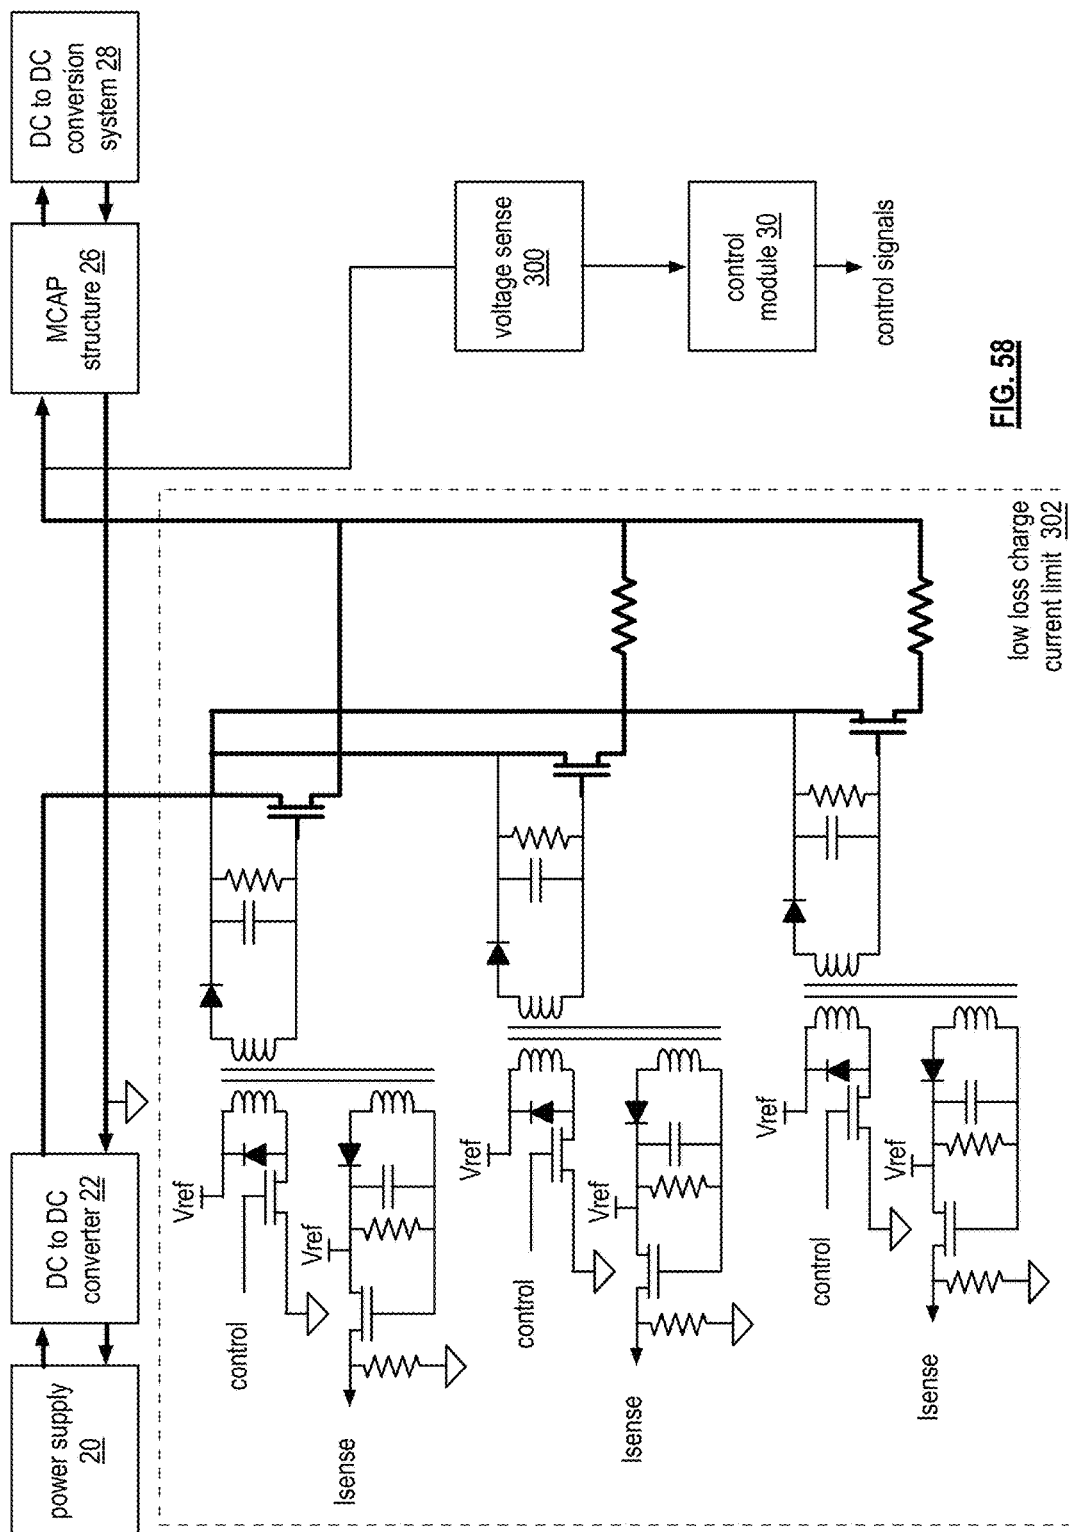 power supply
20
DC to DC
converter 22
MCAP
structure 26
DC to DC
conversion
system 28
voltage sense
300
control
module 30
control signals
Vref
control
Vref
Isense
Vref
control
Vref
Isense
Vref
control
Vref
Isense
low loss charge
current limit 302
FIG. 58